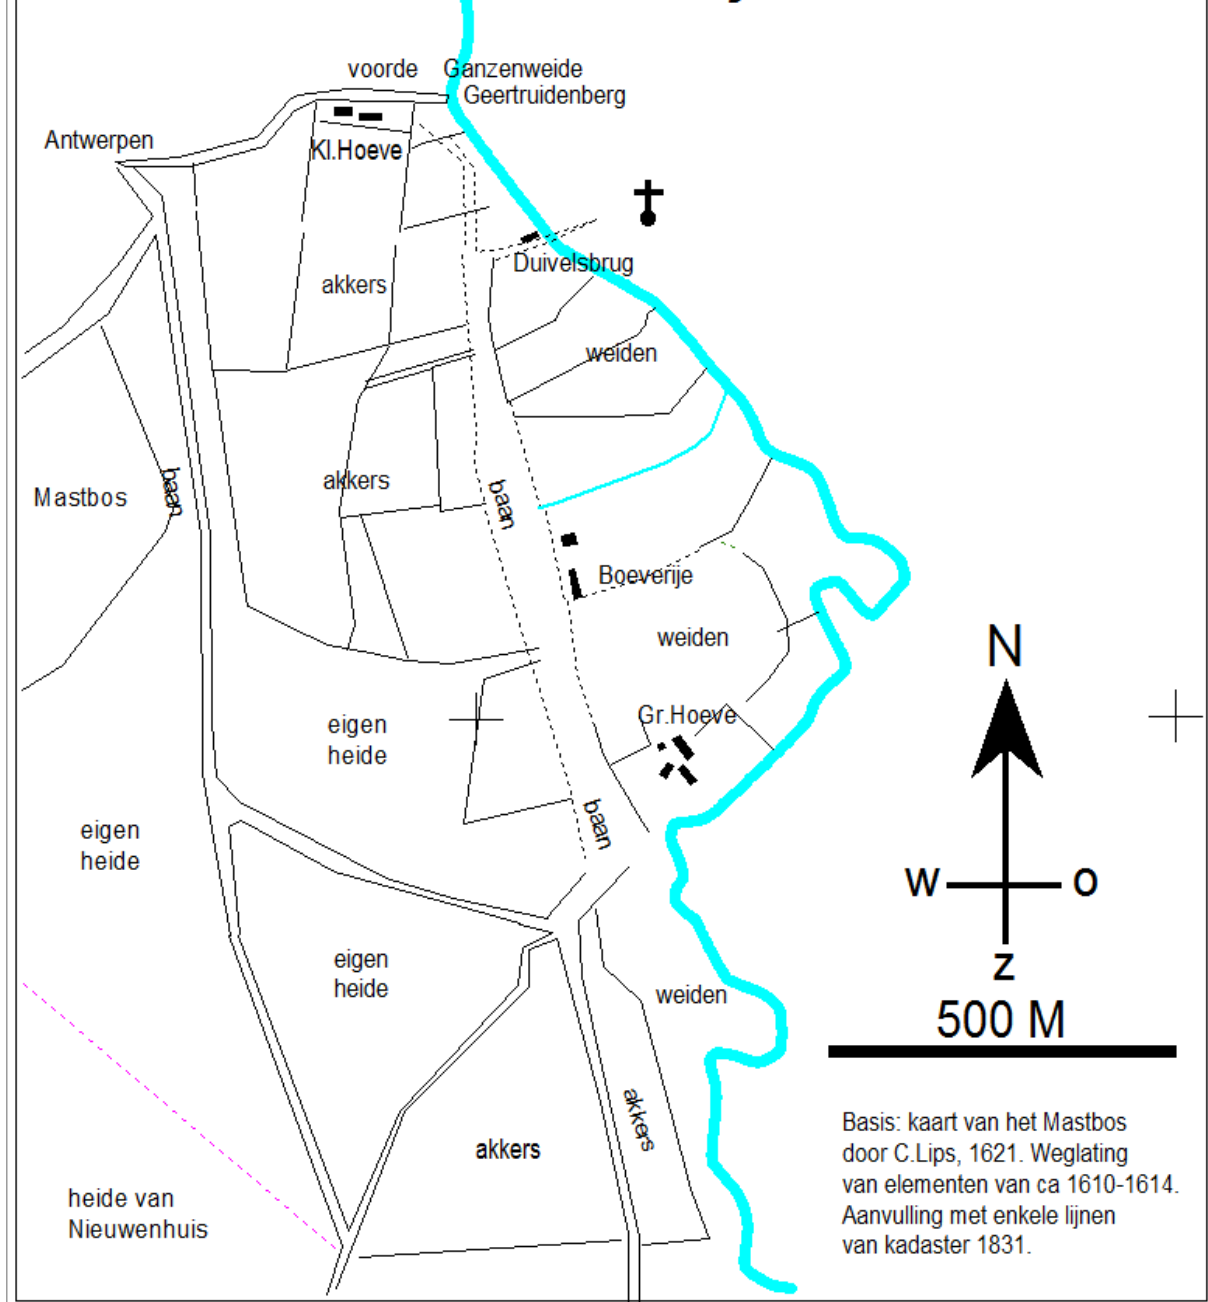 voorde Ganzenweide
Geertruidenberg
Antwerpen
Kl.Hoeve
Duivelsbrug
akkers
weiden
akkers
baan
Mastbos
baan
Boeverije
weiden
N
Gr.Hoeve
eigen
heide
baan
eigen
heide
W O
Z
eigen
heide
weiden
500 M
akkers
akkers
Basis: kaart van het Mastbos
door C.Lips, 1621. Weglating
van elementen van ca 1610-1614.
Aanvulling met enkele lijnen
van kadaster 1831.
heide van
Nieuwenhuis